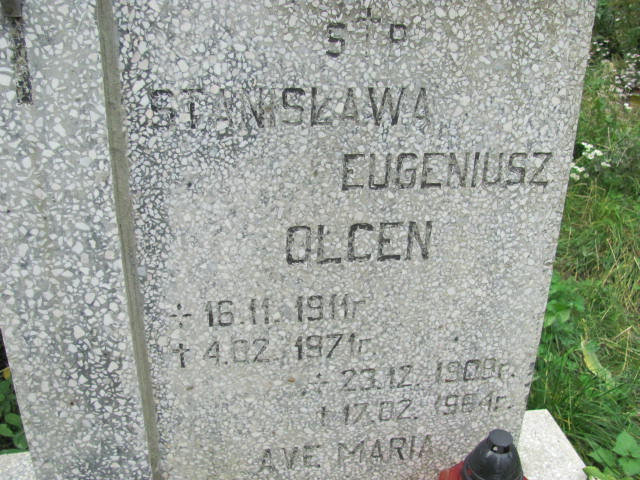 Ś✝P
STANISŁAWA
EUGENIUSZ
OLCEN
✢ 16.11.1911r
✝ 4.02.1971r.
✢ 23.12.1909r.
✝ 17.02.1984r.
AVE MARIA